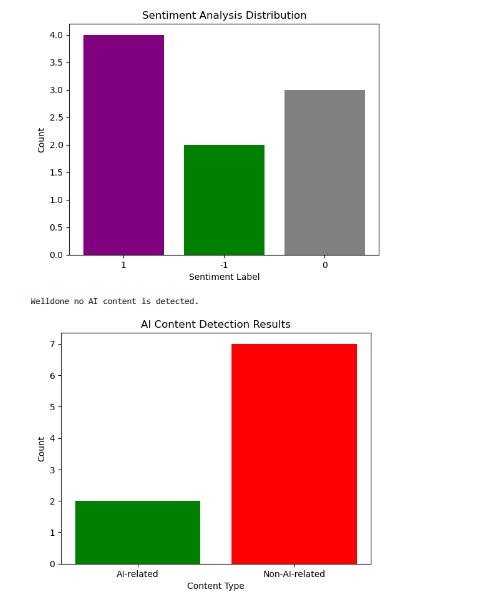 Sentiment Analysis Distribution
4.0
3.5
3.0
2.5
2.0
1.5
1.0
0.5
0.0
Count
1 -1 0
Sentiment Label
Welldone no AI content is detected.
AI Content Detection Results
7
6
5
4
3
2
1
0
Count
AI-related Non-AI-related
Content Type